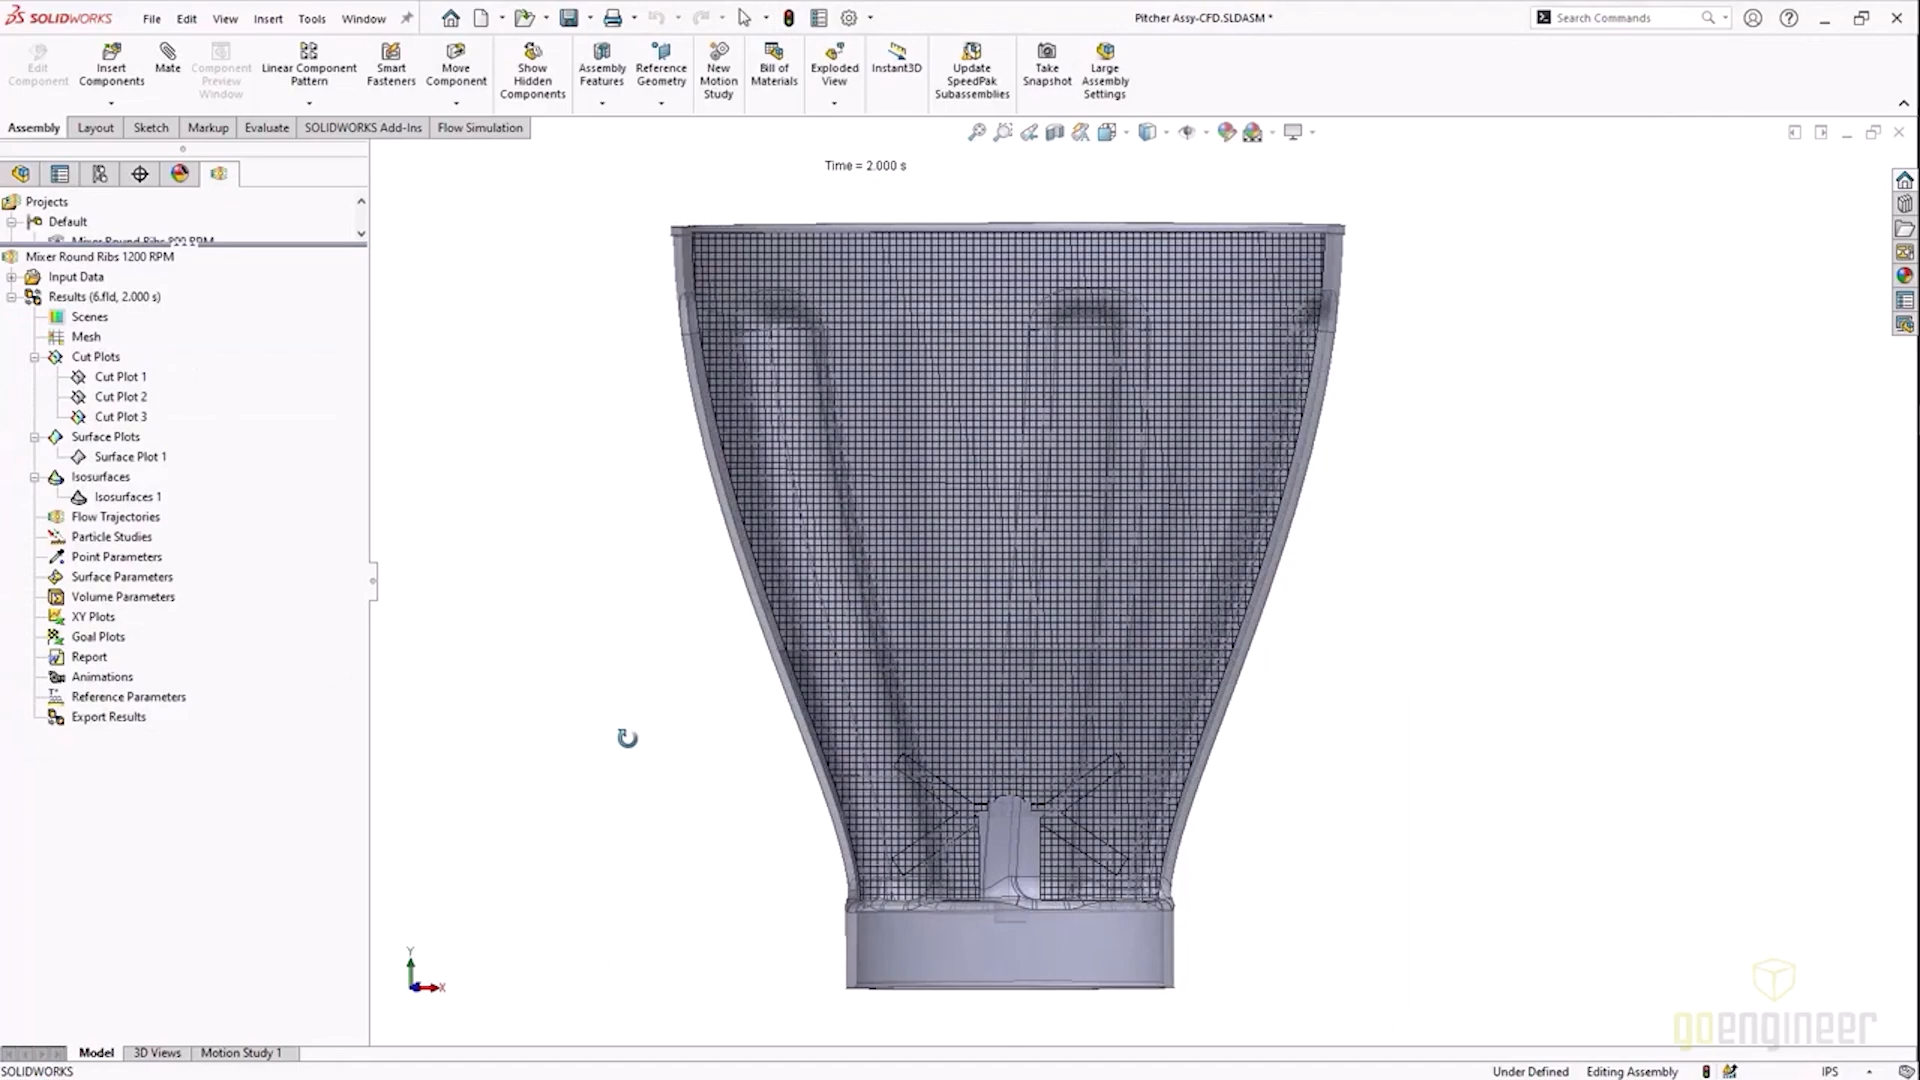 SOLIDWORKS
File Edit View Insert Tools Window
Pitcher Assy-CFD.SLDASM *
Search Commands
Edit Component
Insert Components
Mate
Component Preview Window
Linear Component Pattern
Smart Fasteners
Move Component
Show Hidden Components
Assembly Features
Reference Geometry
New Motion Study
Bill of Materials
Exploded View
Instant3D
Update SpeedPak Subassemblies
Take Snapshot
Large Assembly Settings
Assembly Layout Sketch Markup Evaluate SOLIDWORKS Add-Ins Flow Simulation
Time = 2.000 s
Projects
Default
Mixer Round Ribs 800 RPM
Mixer Round Ribs 1200 RPM
Input Data
Results (6.fld, 2.000 s)
Scenes
Mesh
Cut Plots
Cut Plot 1
Cut Plot 2
Cut Plot 3
Surface Plots
Surface Plot 1
Isosurfaces
Isosurfaces 1
Flow Trajectories
Particle Studies
Point Parameters
Surface Parameters
Volume Parameters
XY Plots
Goal Plots
Report
Animations
Reference Parameters
Export Results
Y
X
goengineer
Model 3D Views Motion Study 1
SOLIDWORKS
Under Defined Editing Assembly IPS